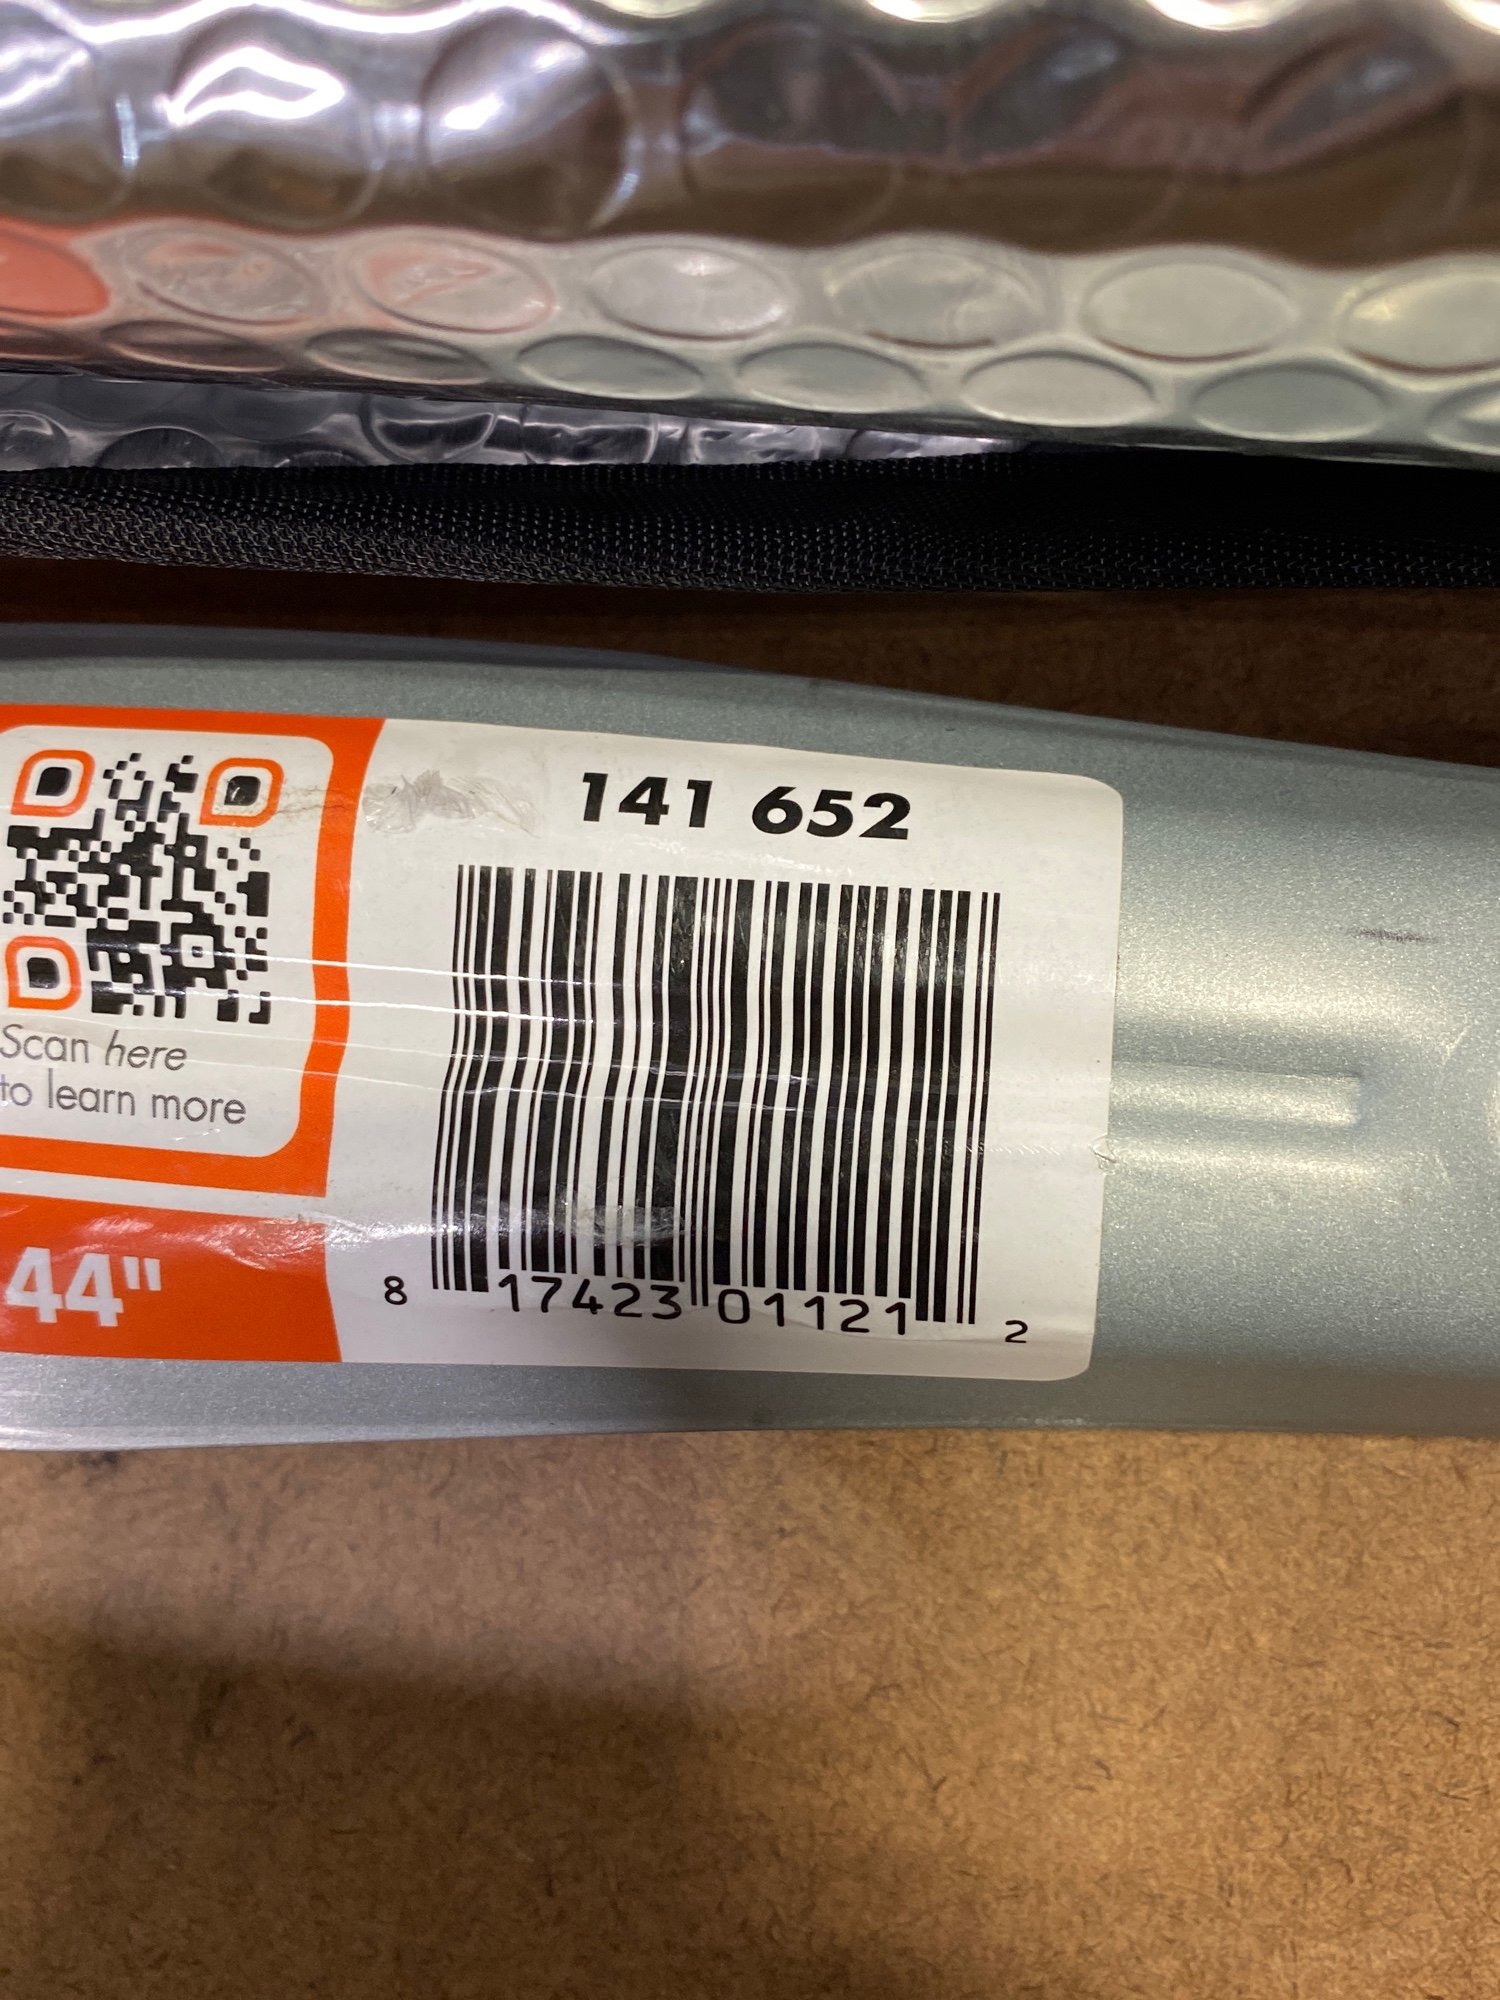 141 652
Scan here
to learn more
44"
8 17423 01121 2